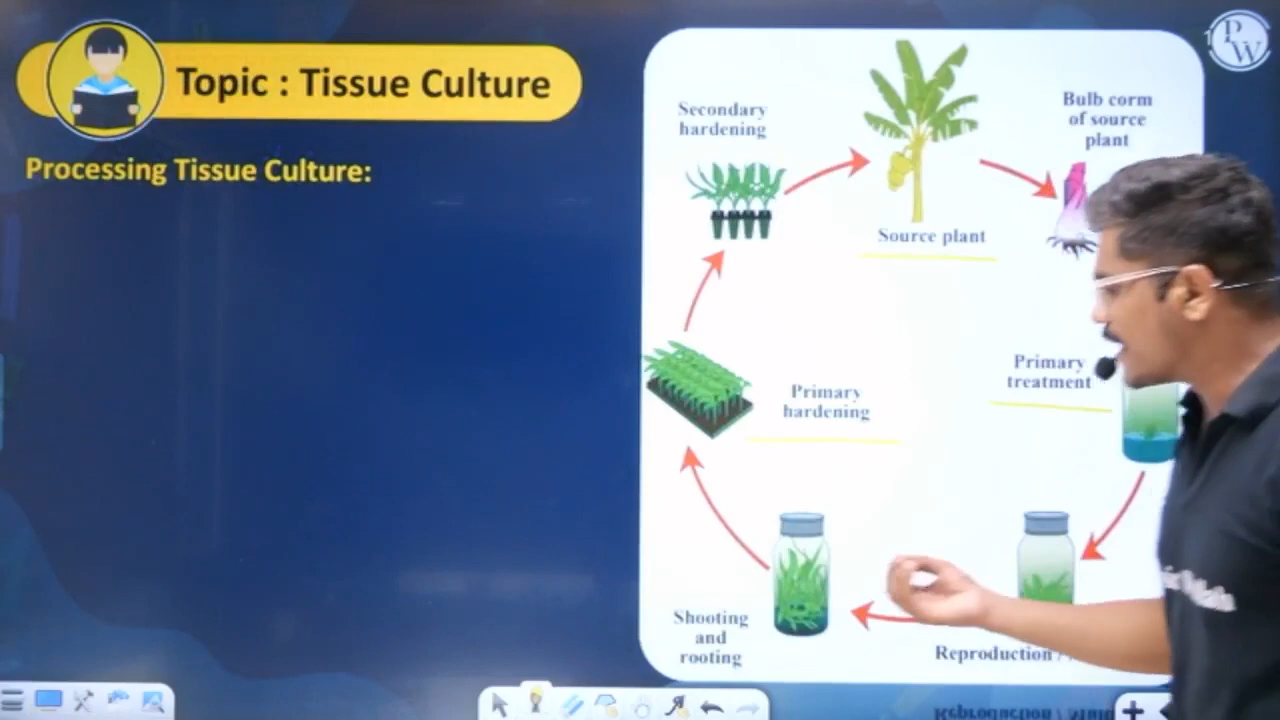 Topic : Tissue Culture
Processing Tissue Culture:
PW
Secondary
hardening
Bulb corm
of source
plant
Source plant
Primary
treatment
Primary
hardening
Shooting
and
rooting
Reproduction /